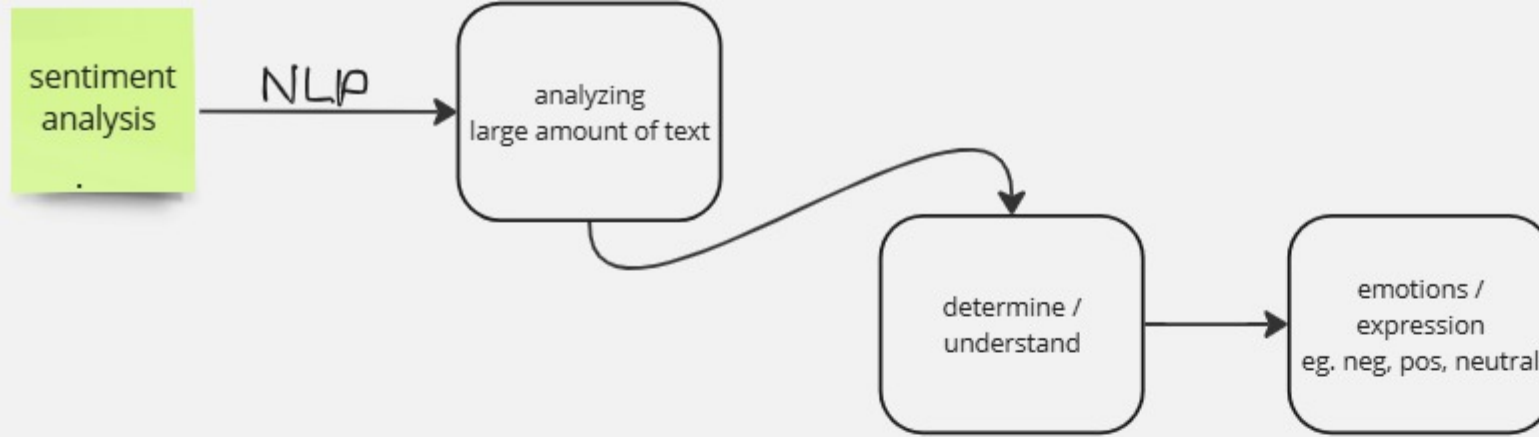 sentiment
analysis
.
NLP
analyzing
large amount of text
determine /
understand
emotions /
expression
eg. neg, pos, neutral